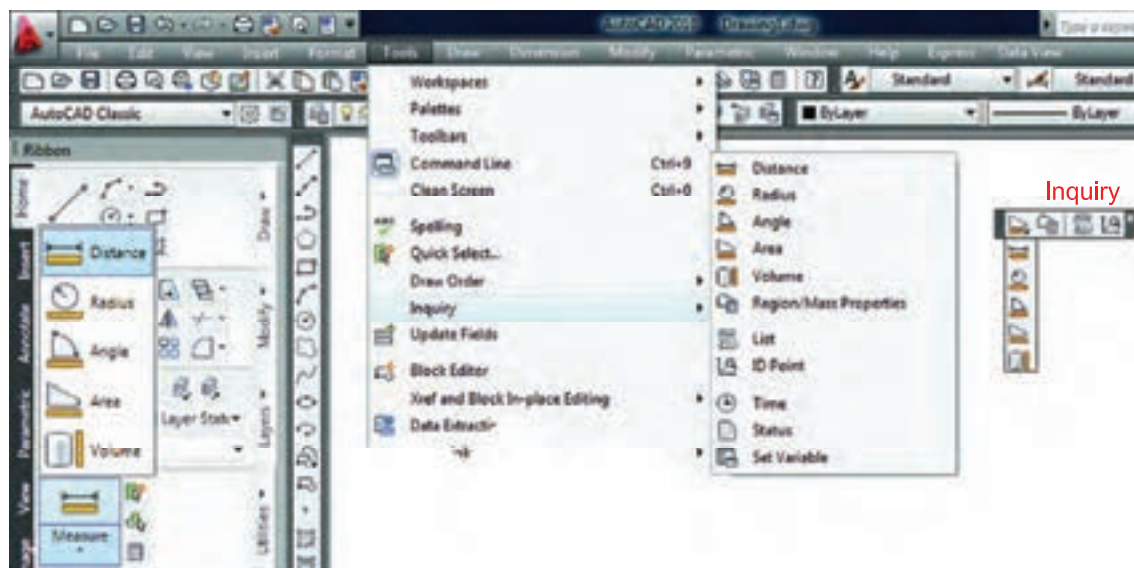 AutoCAD 2010 Drawing1.dwg
File Edit View Insert Format Tools Draw Dimension Modify Parametric Window Help Express Data View
Standard Standard
AutoCAD Classic ByLayer ByLayer
Ribbon
Home
Insert
Annotate
Parametric
View
Draw
Modify
Layers
Utilities
Distance
Radius
Angle
Area
Volume
Measure
Workspaces
Palettes
Toolbars
Command Line Ctrl+9
Clean Screen Ctrl+0
Spelling
Quick Select...
Draw Order
Inquiry
Update Fields
Block Editor
Xref and Block In-place Editing
Data
Distance
Radius
Angle
Area
Volume
Region/Mass Properties
List
ID Point
Time
Status
Set Variable
Inquiry